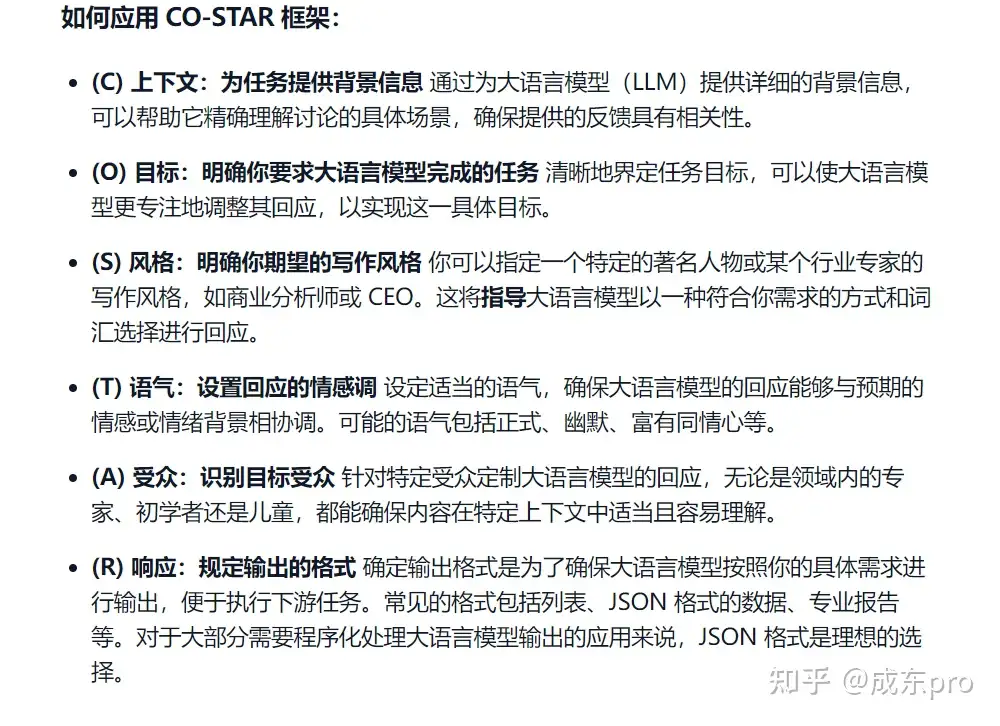 如何应用 CO-STAR 框架：
• (C) 上下文：为任务提供背景信息 通过为大语言模型（LLM）提供详细的背景信息，
可以帮助它精确理解讨论的具体场景，确保提供的反馈具有相关性。
• (O) 目标：明确你要求大语言模型完成的任务 清晰地界定任务目标，可以使大语言模
型更专注地调整其回应，以实现这一具体目标。
• (S) 风格：明确你期望的写作风格 你可以指定一个特定的著名人物或某个行业专家的
写作风格，如商业分析师或 CEO。这将指导大语言模型以一种符合你需求的方式和词
汇选择进行回应。
• (T) 语气：设置回应的情感调 设定适当的语气，确保大语言模型的回应能够与预期的
情感或情绪背景相协调。可能的语气包括正式、幽默、富有同情心等。
• (A) 受众：识别目标受众 针对特定受众定制大语言模型的回应，无论是领域内的专
家、初学者还是儿童，都能确保内容在特定上下文中适当且容易理解。
• (R) 响应：规定输出的格式 确定输出格式是为了确保大语言模型按照你的具体需求进
行输出，便于执行下游任务。常见的格式包括列表、JSON 格式的数据、专业报告
等。对于大部分需要程序化处理大语言模型输出的应用来说，JSON 格式是理想的选
择。
知乎 @成东pro